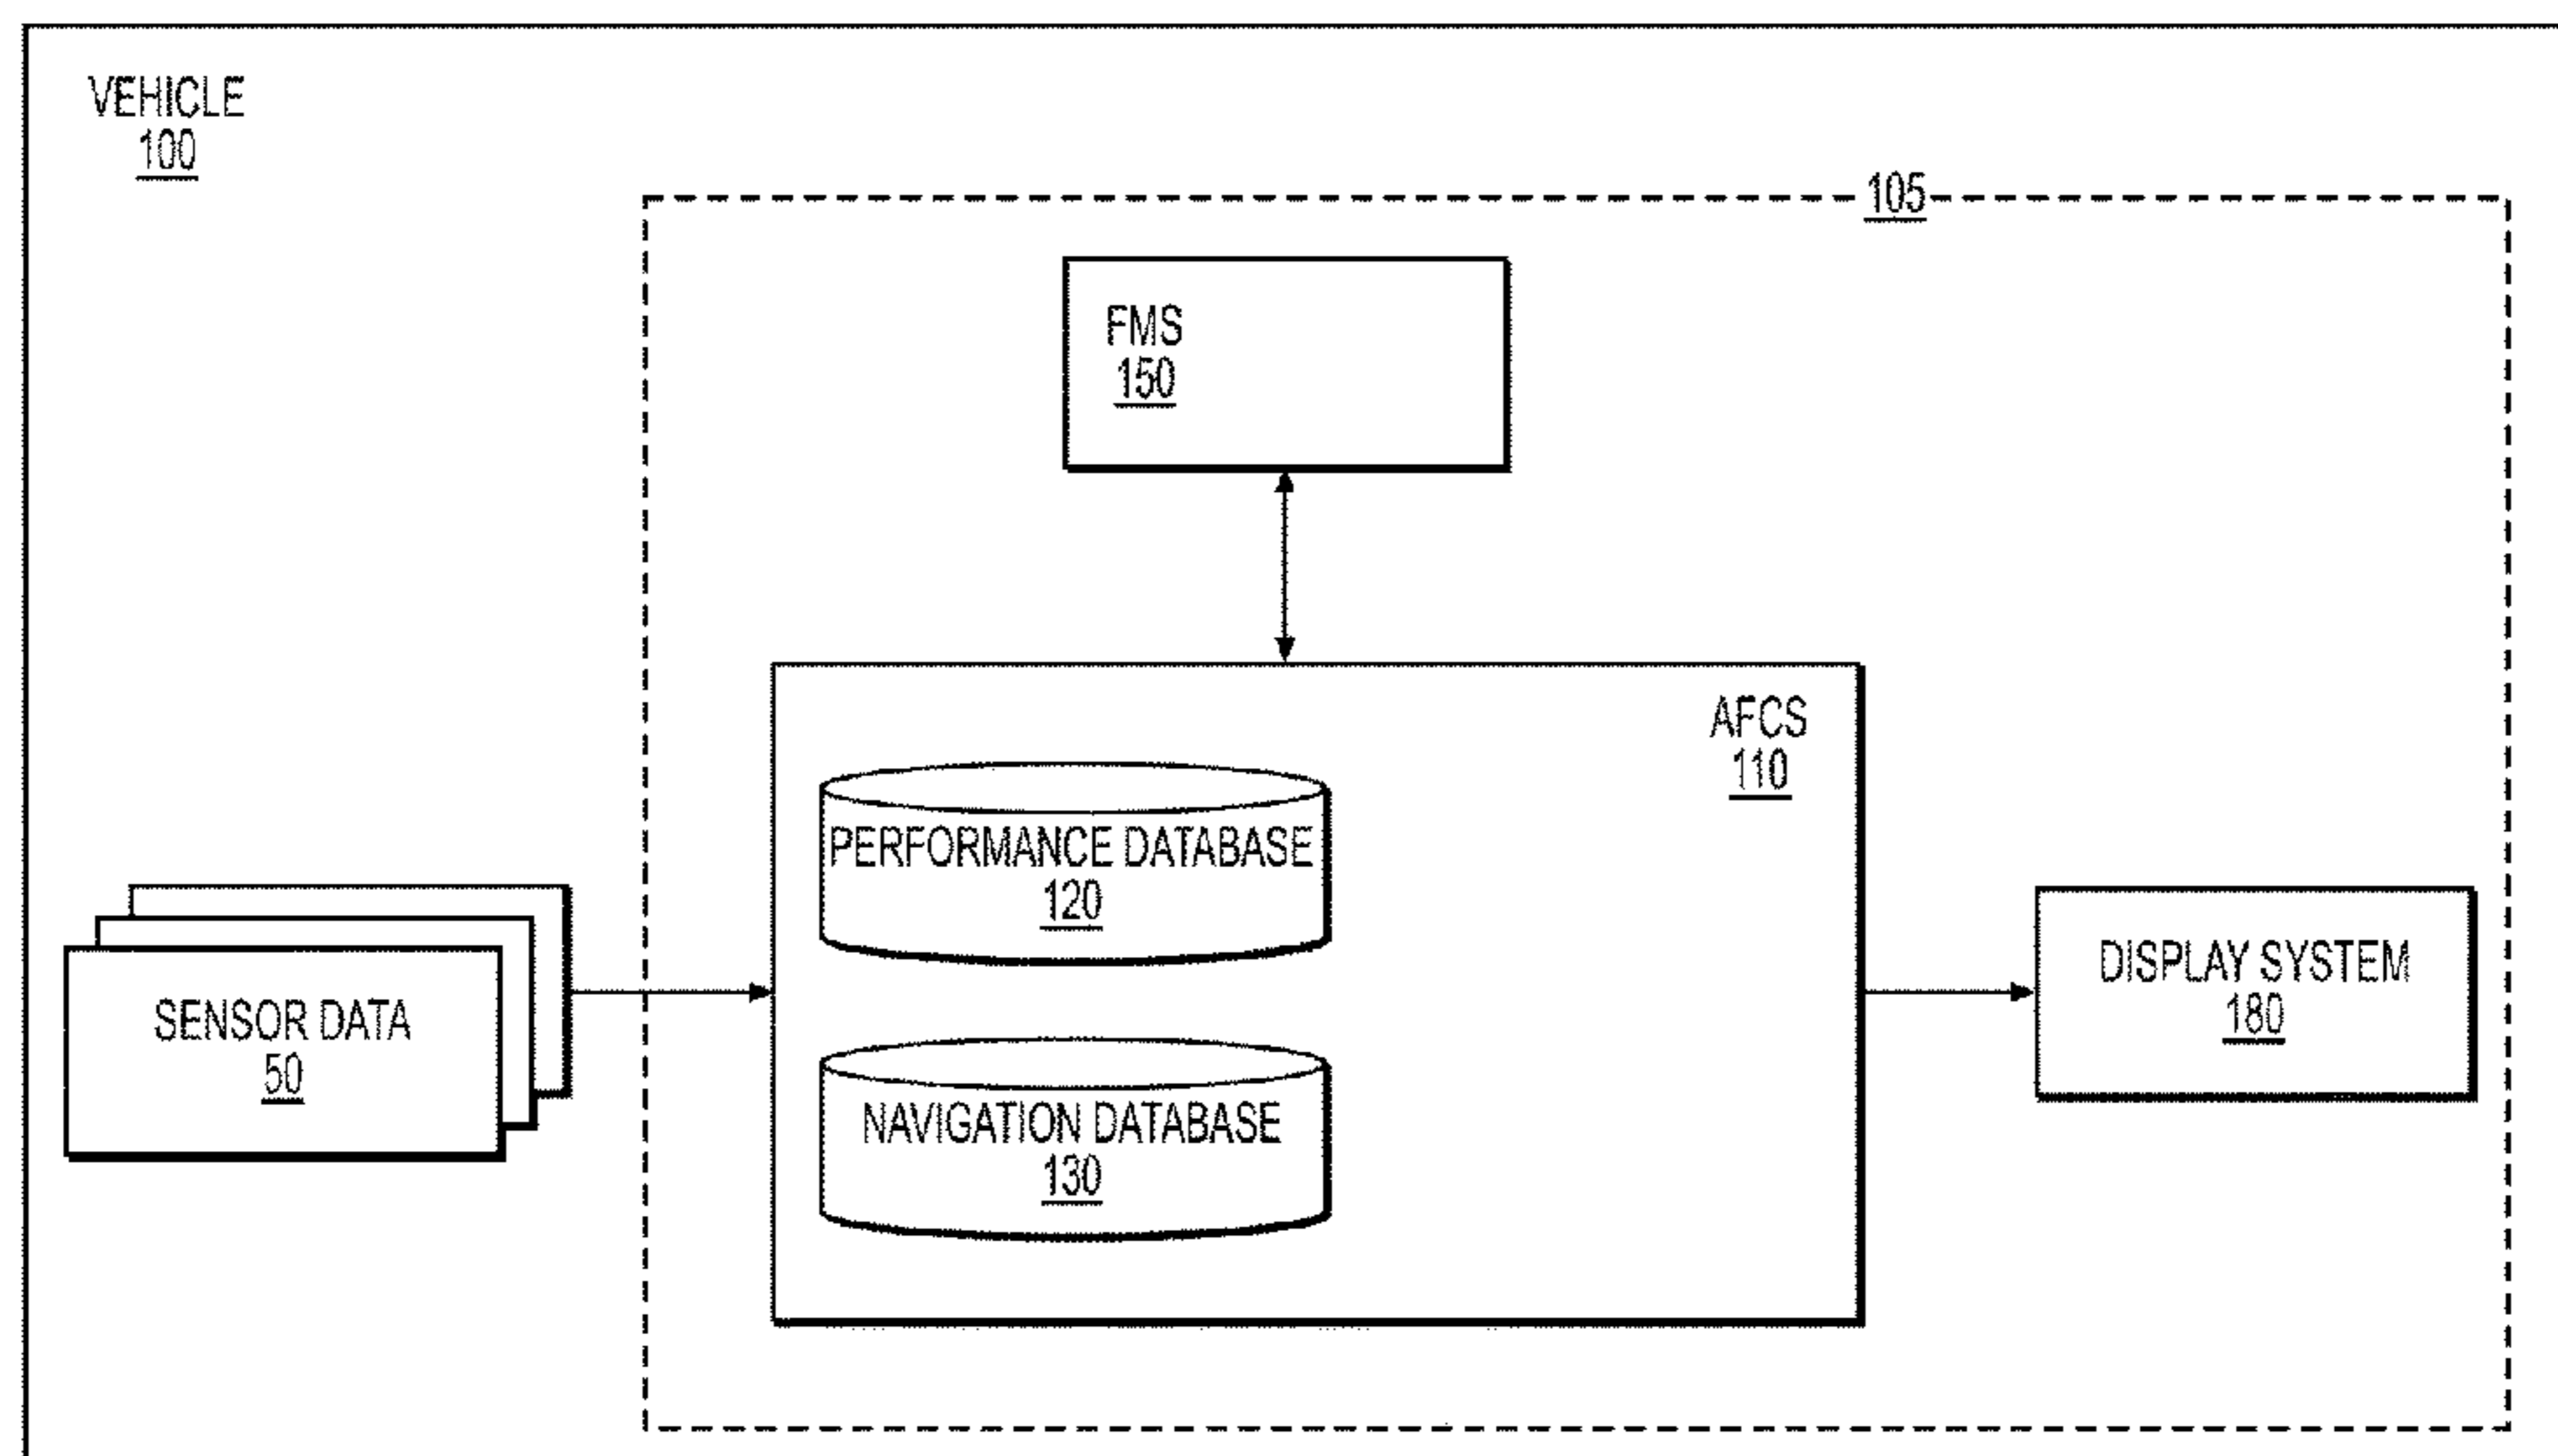 VEHICLE
100
105
FMS
150
AFCS
110
PERFORMANCE DATABASE
120
SENSOR DATA
50
DISPLAY SYSTEM
180
NAVIGATION DATABASE
130